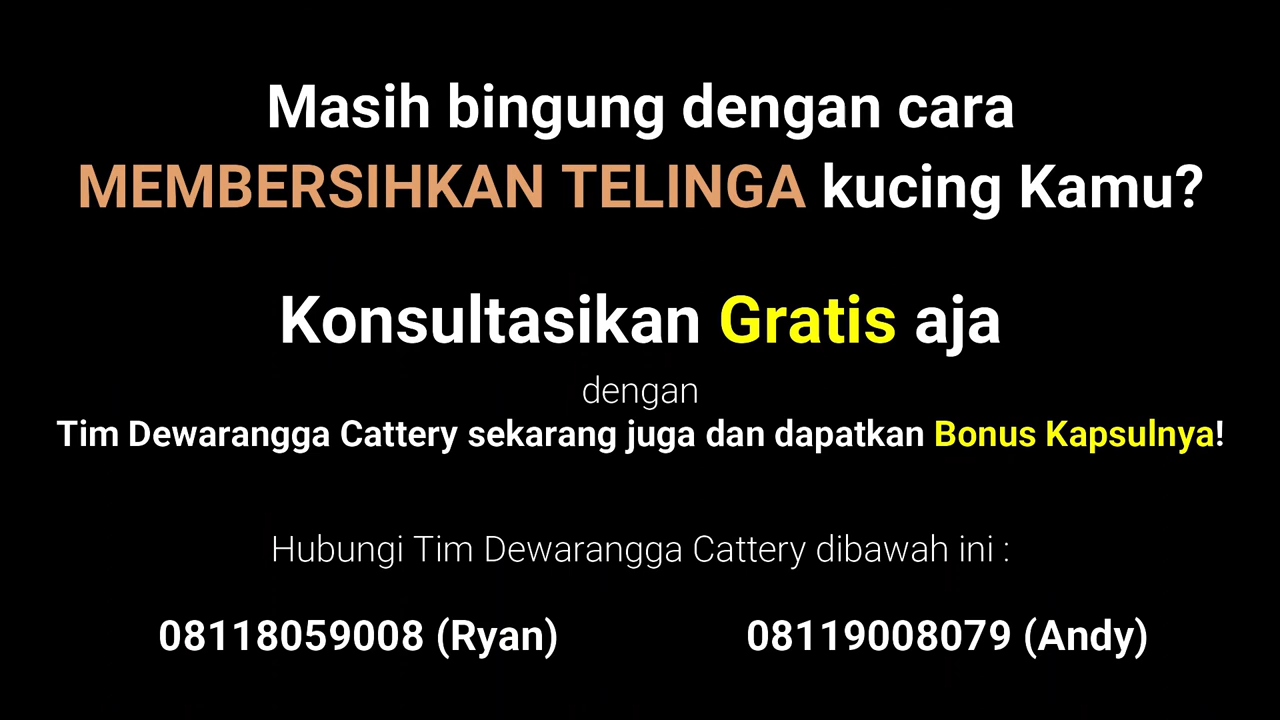 Masih bingung dengan cara
MEMBERSIHKAN TELINGA kucing Kamu?
Konsultasikan Gratis aja
dengan
Tim Dewarangga Cattery sekarang juga dan dapatkan Bonus Kapsulnya!
Hubungi Tim Dewarangga Cattery dibawah ini :
08118059008 (Ryan) 08119008079 (Andy)